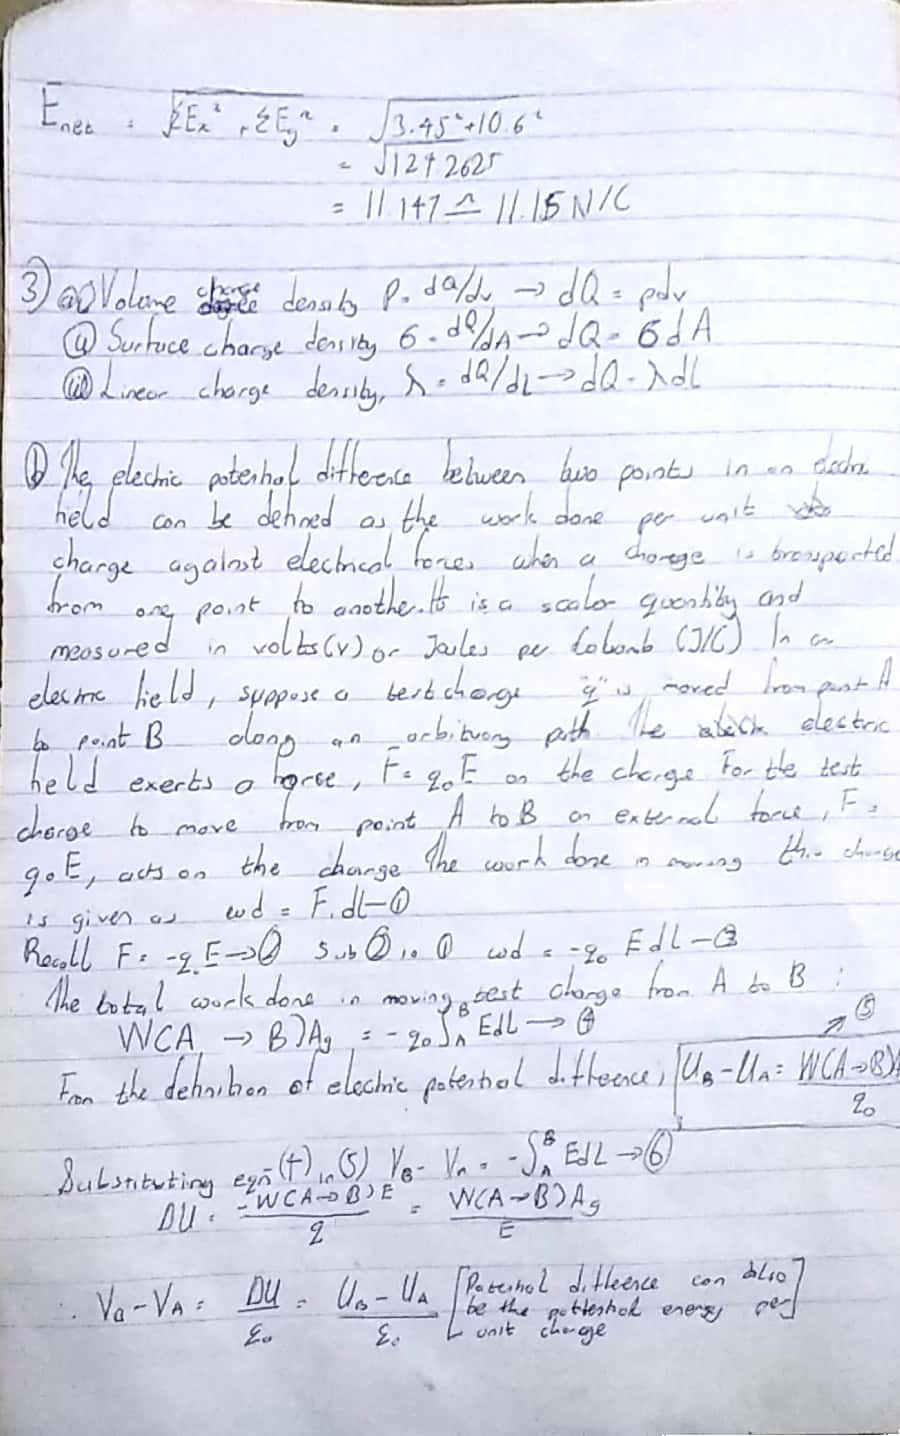 Enet = √ΣEx² , ΣEy² = √3.45²+10.6²
= √1242625
= 11.147 ≏ 11.15 N/C
3) a) i) Volume charge density ρ = dQ/dv → dQ = ρdv
(ii) Surface charge density σ = dQ/dA → dQ = σdA
(iii) Linear charge density, λ = dQ/dL → dQ = λdL
(b) The electric potential difference between two points in an electric
field can be defined as the work done per unit
charge against electrical forces when a charge is transported
from one point to another. It is a scalar quantity and
measured in volts (v) or Joules per Coloumb (J/C) In an
electric field, suppose a test charge "q" is moved from point A
to point B along an arbituary path The electric
field exerts a force, F = q₀E on the charge For the test
charge to move from point A to B an external force, F =
q₀E, acts on the charge The work done in moving this charge
is given as wd = F.dL – ①
Recall F = -q₀E → ② Sub ② in ① wd = -q₀ EdL – ③
The total work done in moving test charge from A to B :
W(A → B)Ag = - q₀ ∫ᴬᴮ EdL → ④
From the definition of electric potential difference, UB - UA = W(A→B)A/q₀ → ⑤
Substituting eqn (4) in (5) VB - VA = -∫ᴬᴮ EdL → ⑥
DU = -W(A→B)E/q = W(A→B)Ag/E
∴ VB - VA = DU/ε₀ = UB - UA/ε₀ [Potential difference can also
be the pottential energy per
unit charge]